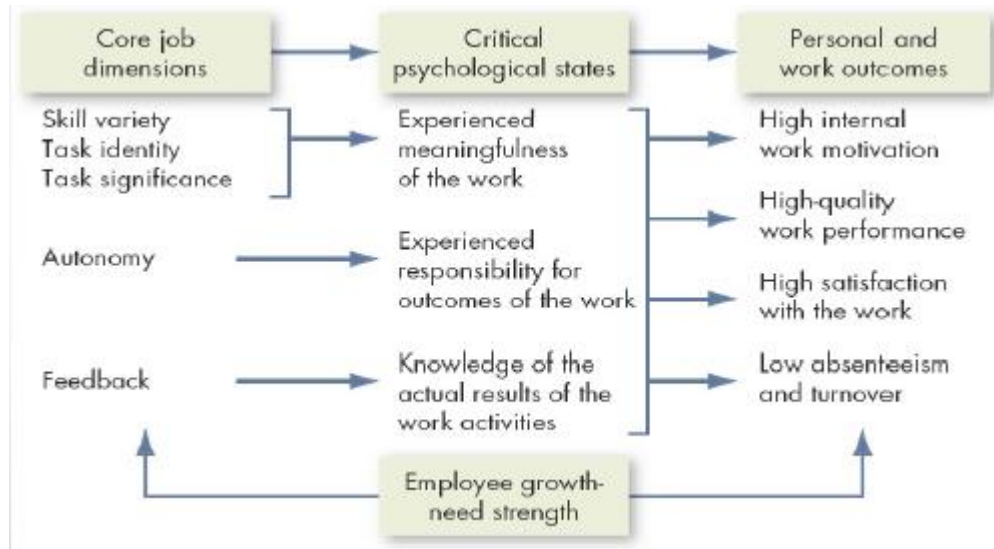 Core job
dimensions
Critical
psychological states
Personal and
work outcomes
Skill variety
Task identity
Task significance
Experienced
meaningfulness
of the work
High internal
work motivation
High-quality
work performance
Autonomy
Experienced
responsibility for
outcomes of the work
High satisfaction
with the work
Feedback
Knowledge of the
actual results of the
work activities
Low absenteeism
and turnover
Employee growth-
need strength